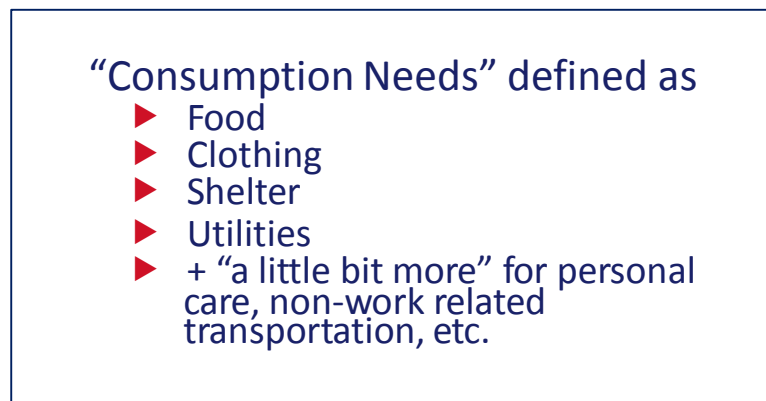 “Consumption Needs” defined as
Food
Clothing
Shelter
Utilities
+ “a little bit more” for personal
care, non-work related
transportation, etc.